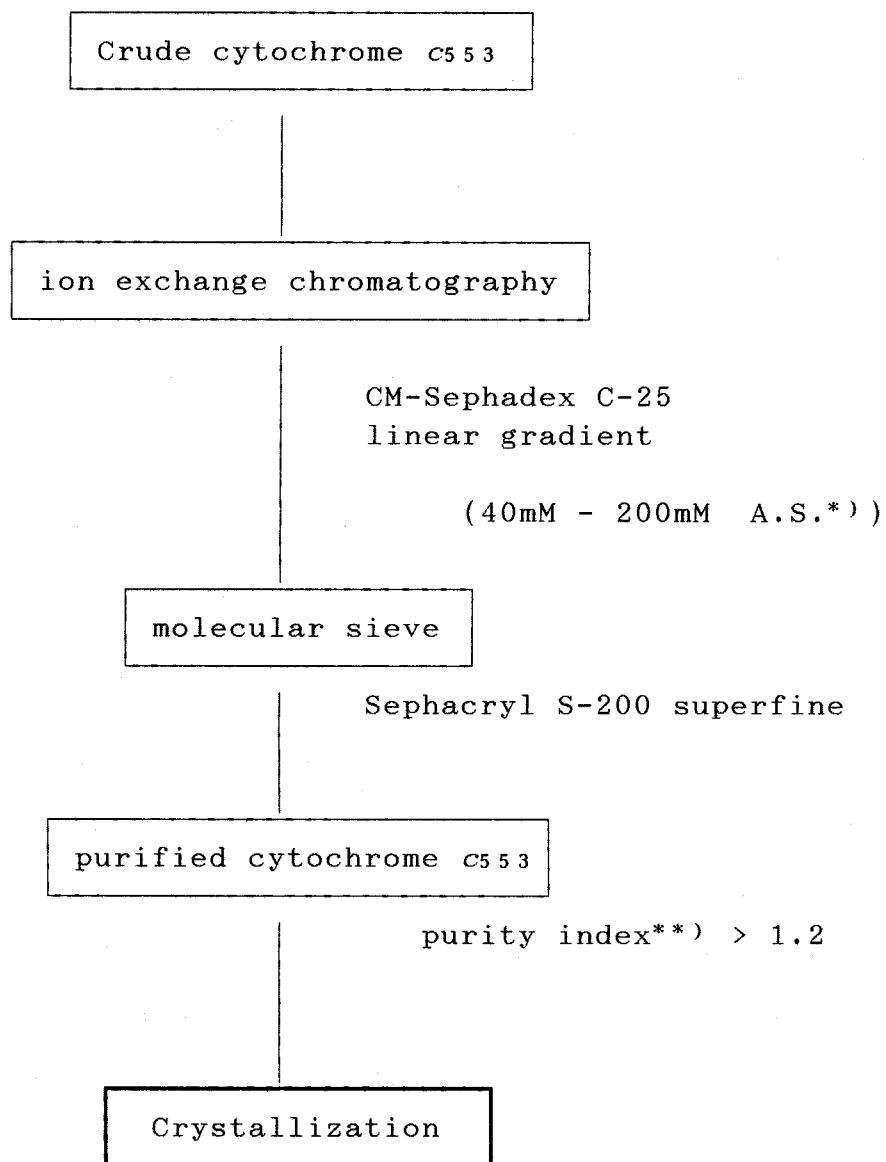 Crude cytochrome c553
ion exchange chromatography
CM-Sephadex C-25
linear gradient
(40mM - 200mM A.S.*))
molecular sieve
Sephacryl S-200 superfine
purified cytochrome c553
purity index**) > 1.2
Crystallization